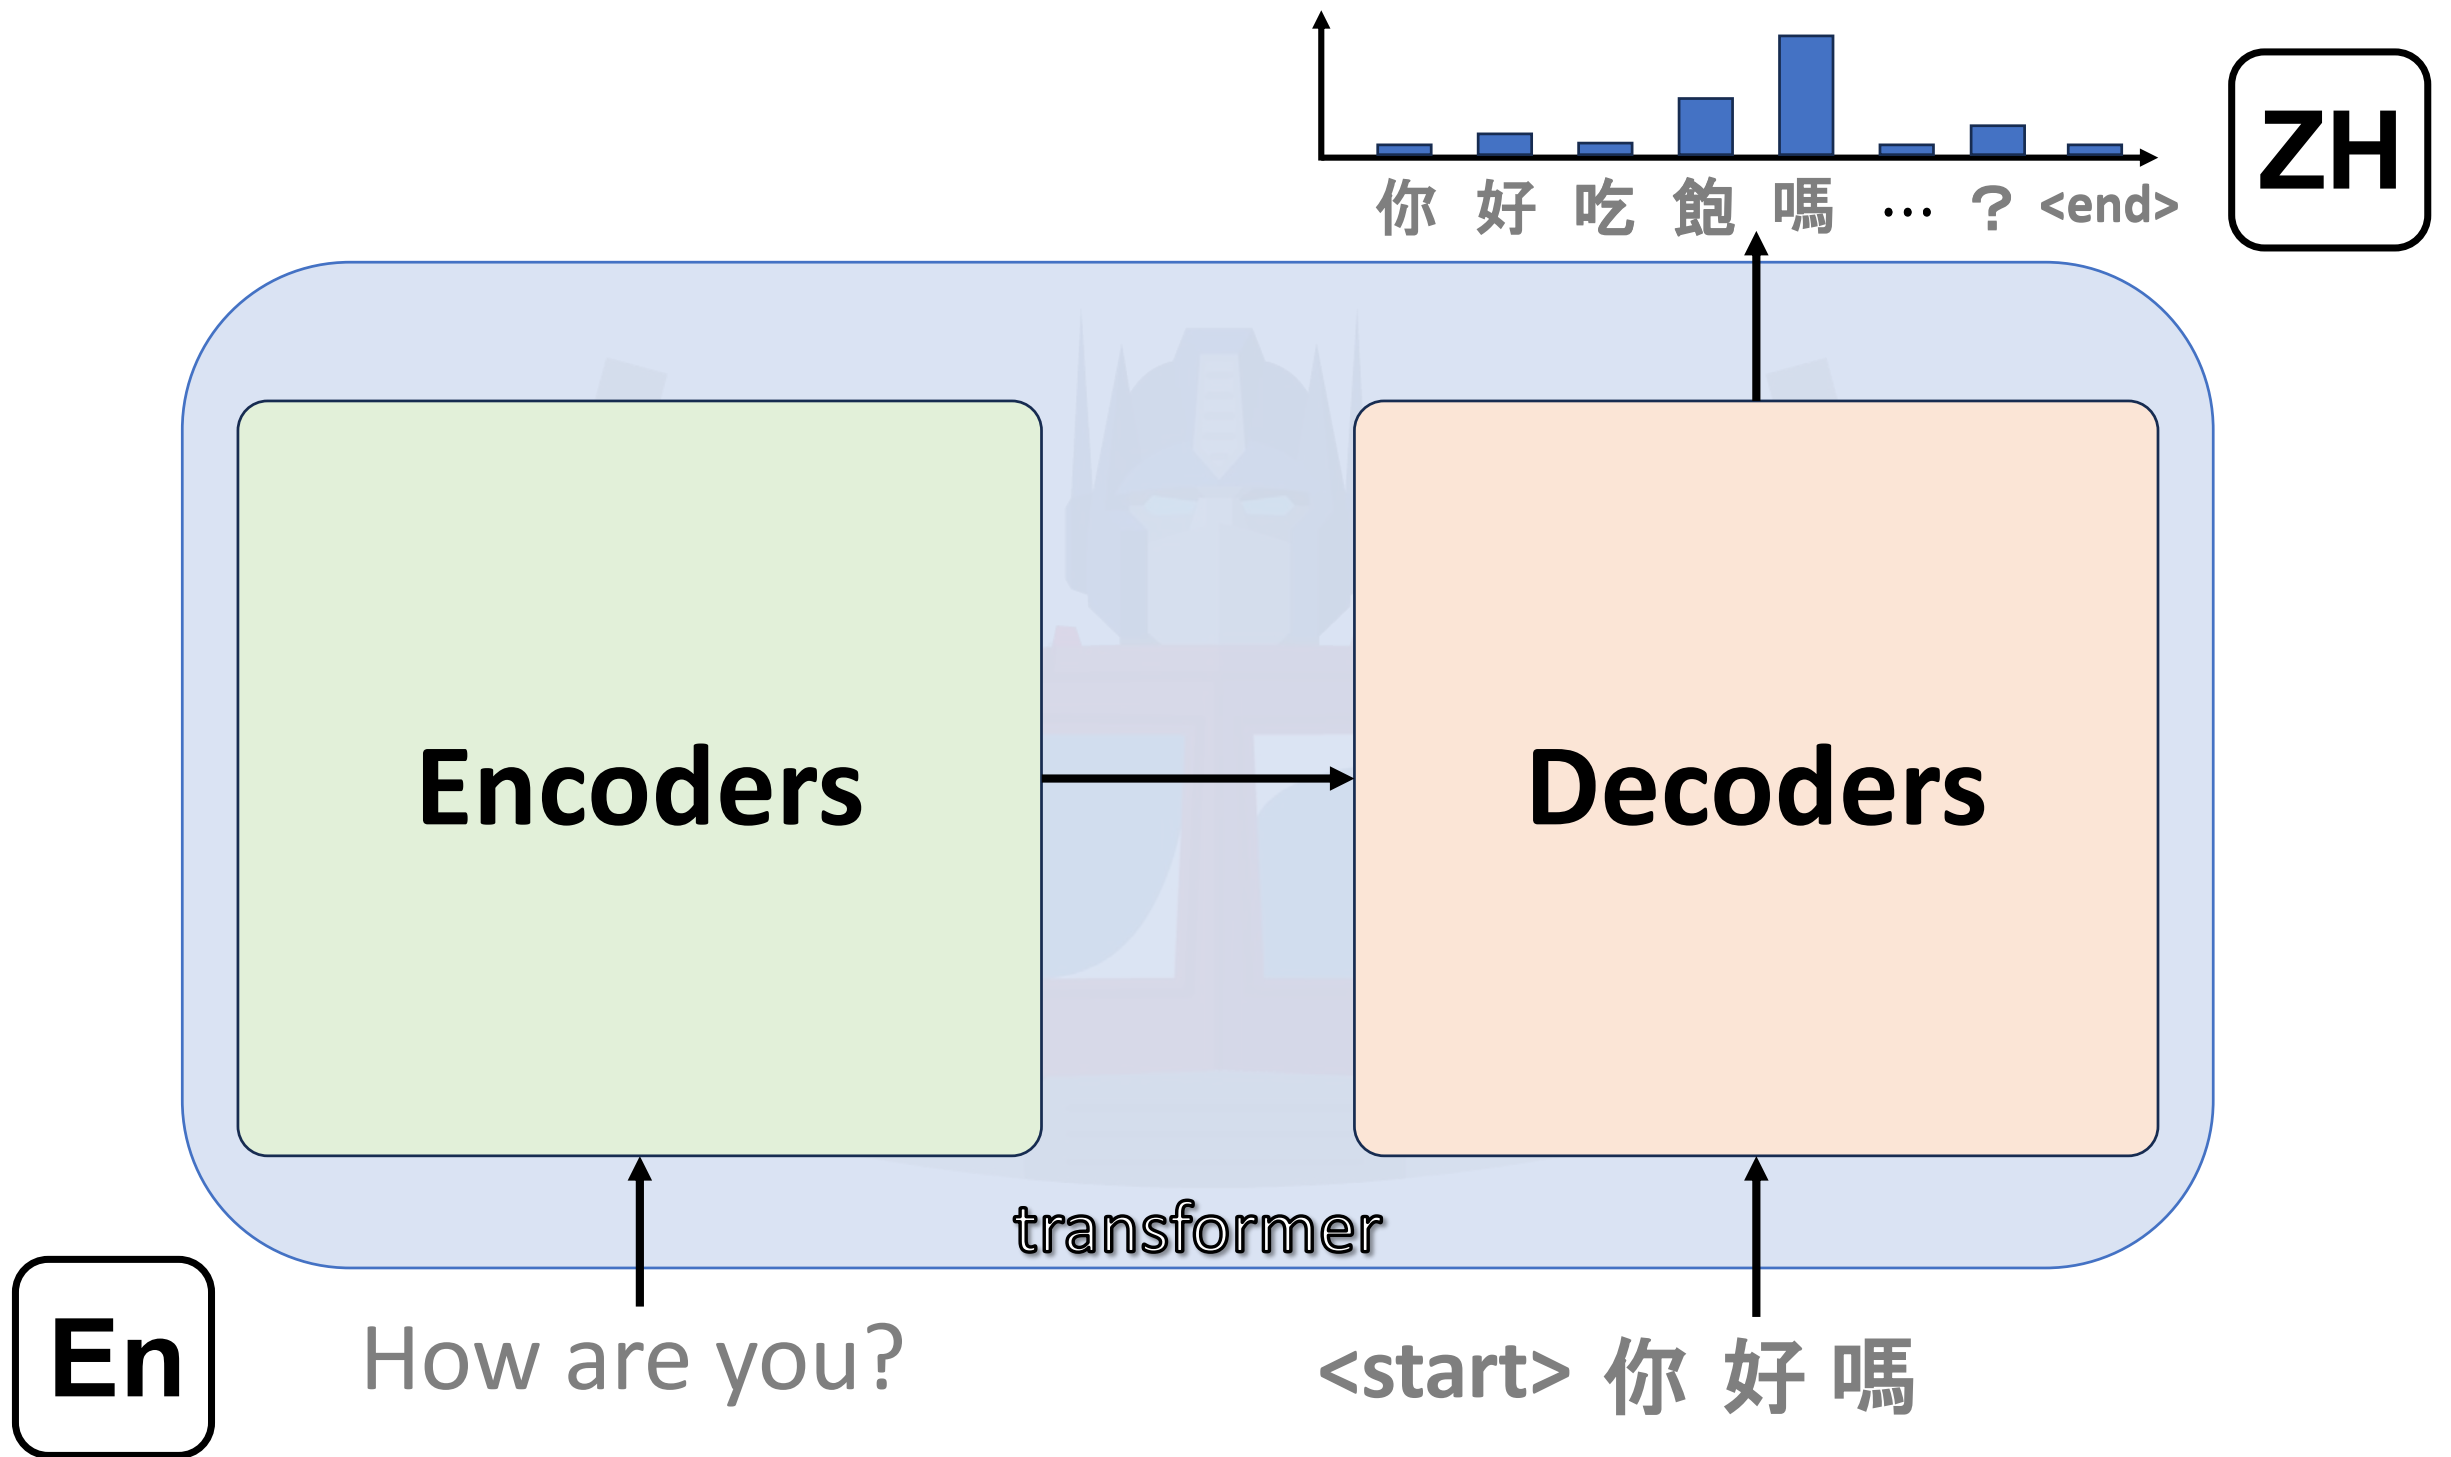 ZH
你 好 吃 飽 嗎 … ? <end>
Encoders
Decoders
transformer
En
How are you?
<start> 你 好 嗎